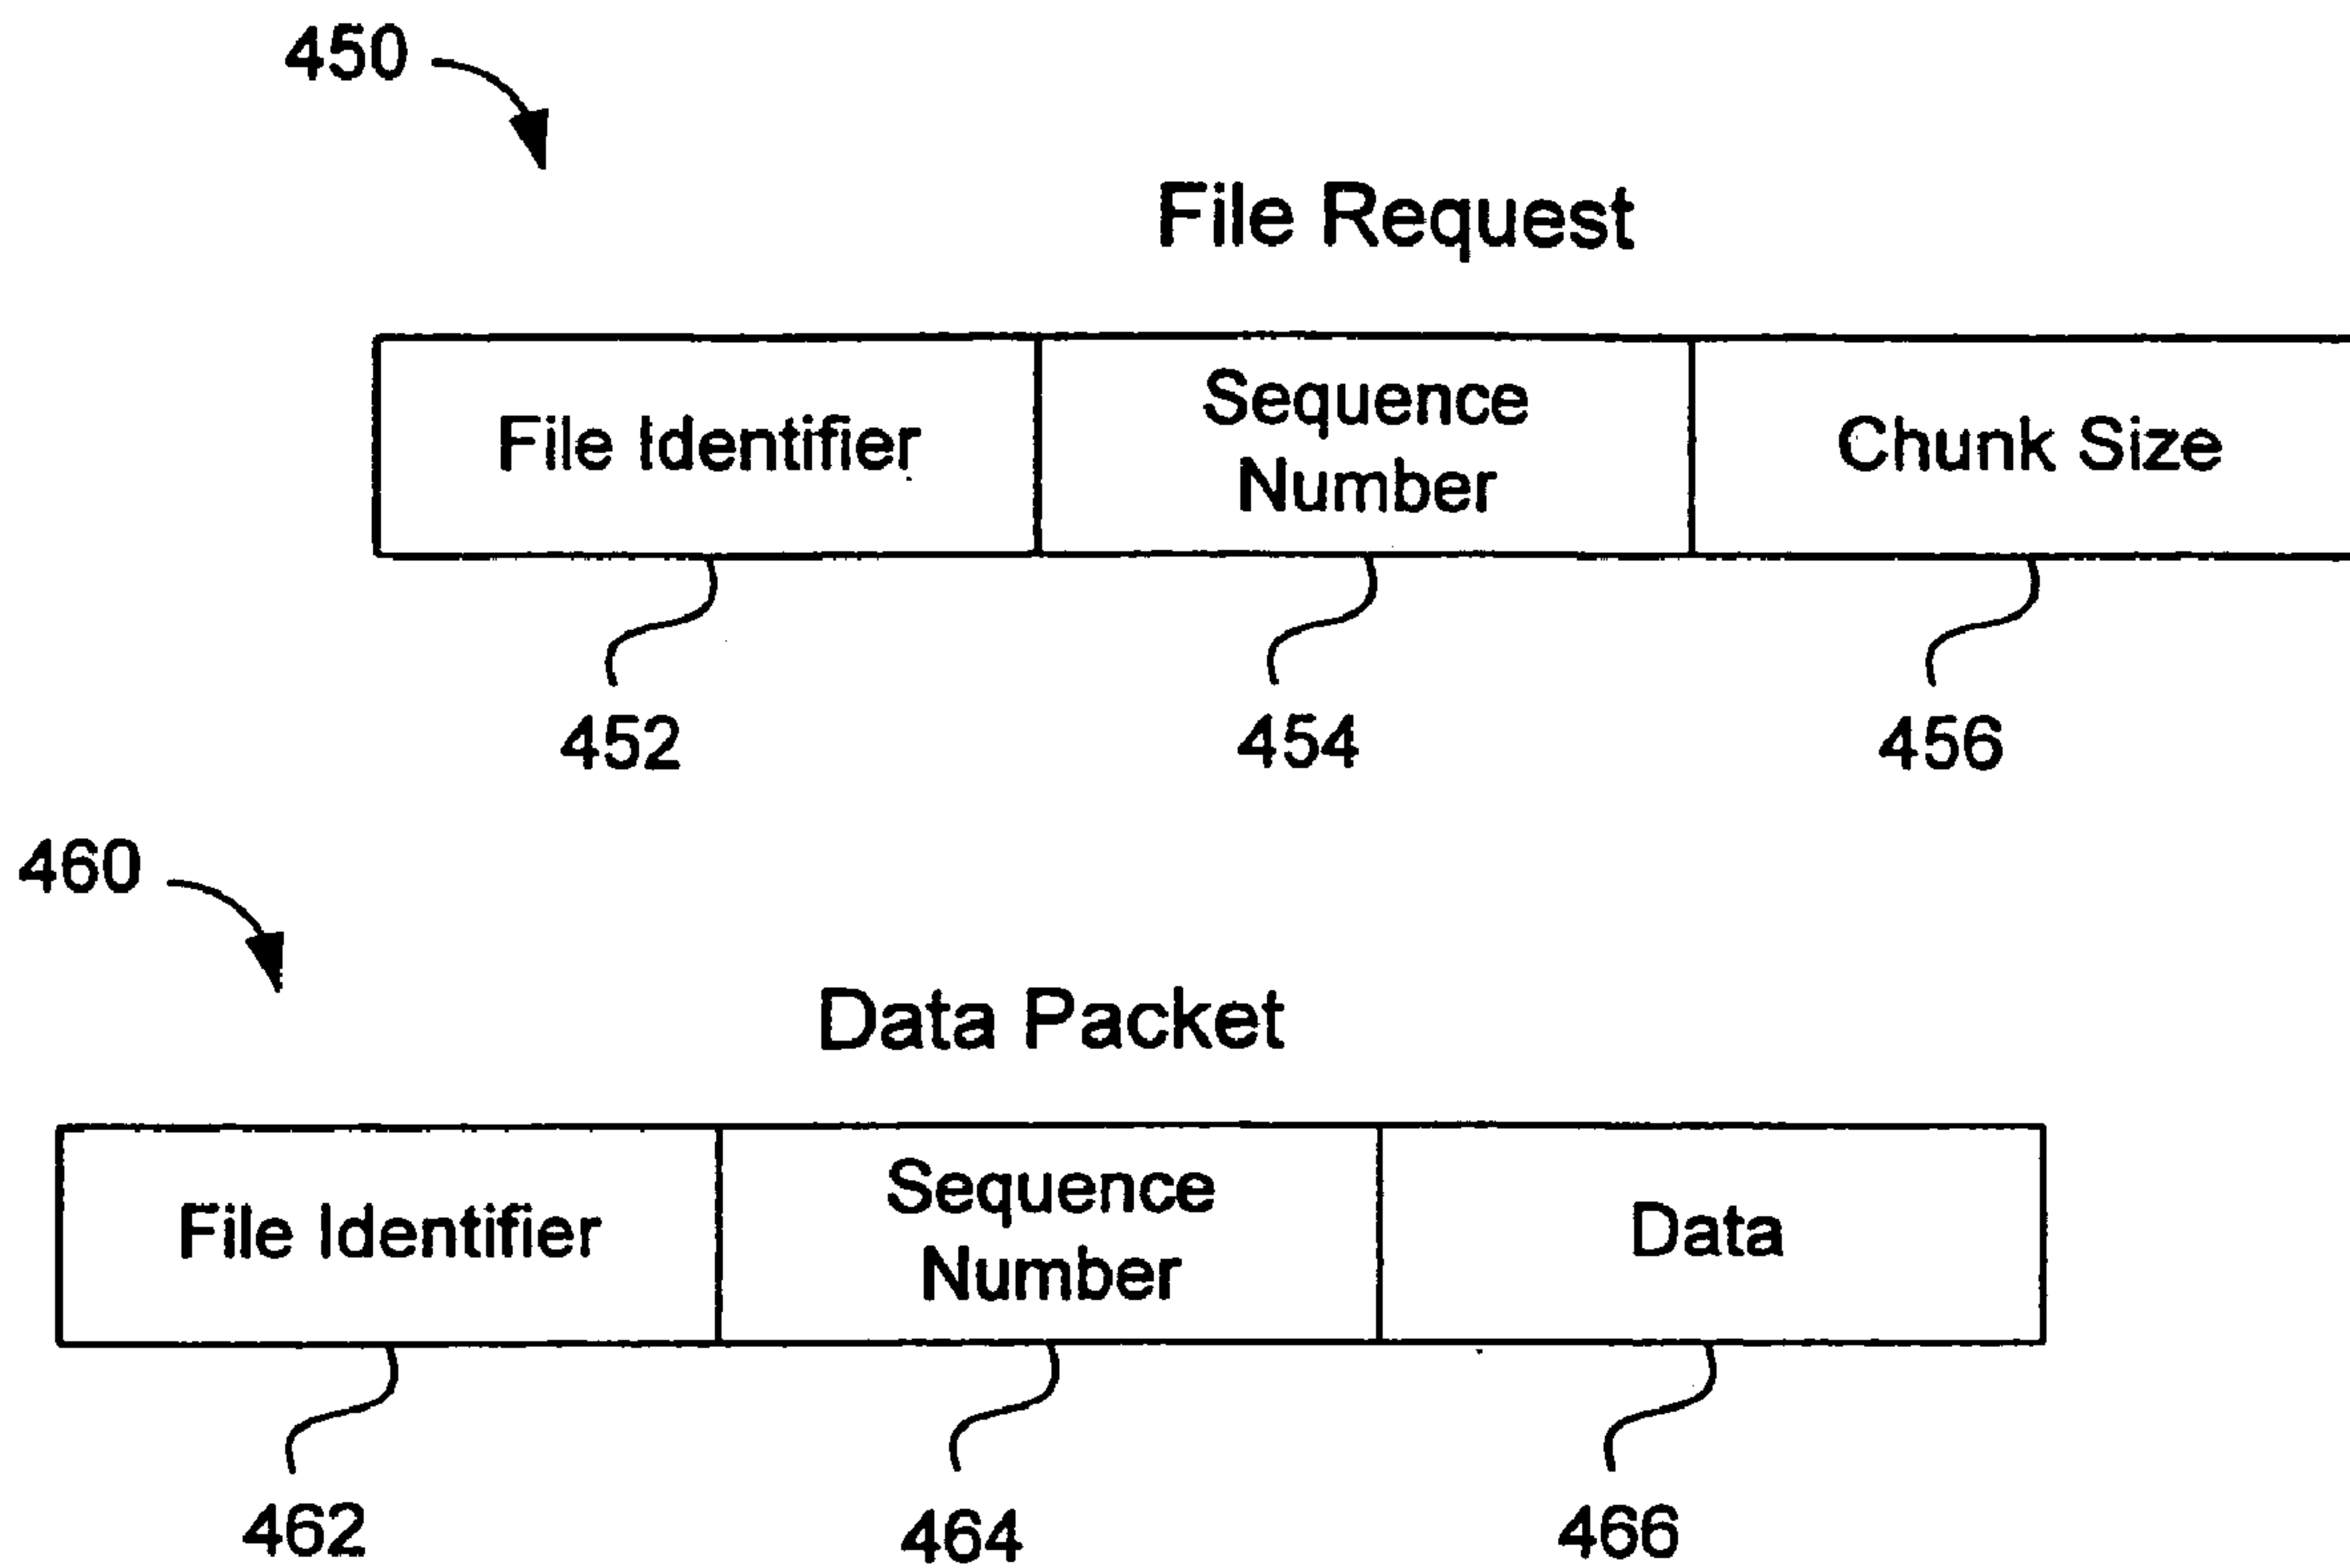 450
File Request
File Identifier
Sequence
Number
Chunk Size
452
454
456
460
Data Packet
File Identifier
Sequence
Number
Data
462
464
466